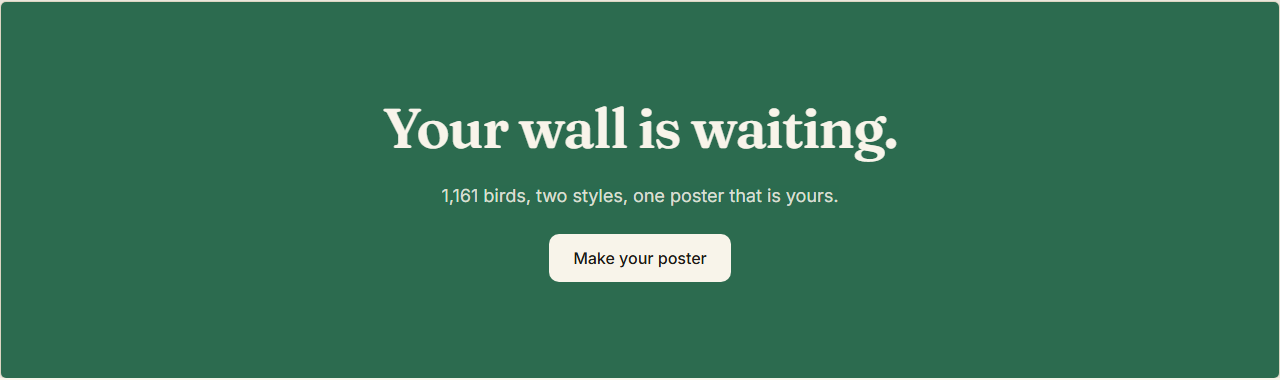 Your wall is waiting.
1,161 birds, two styles, one poster that is yours.
Make your poster